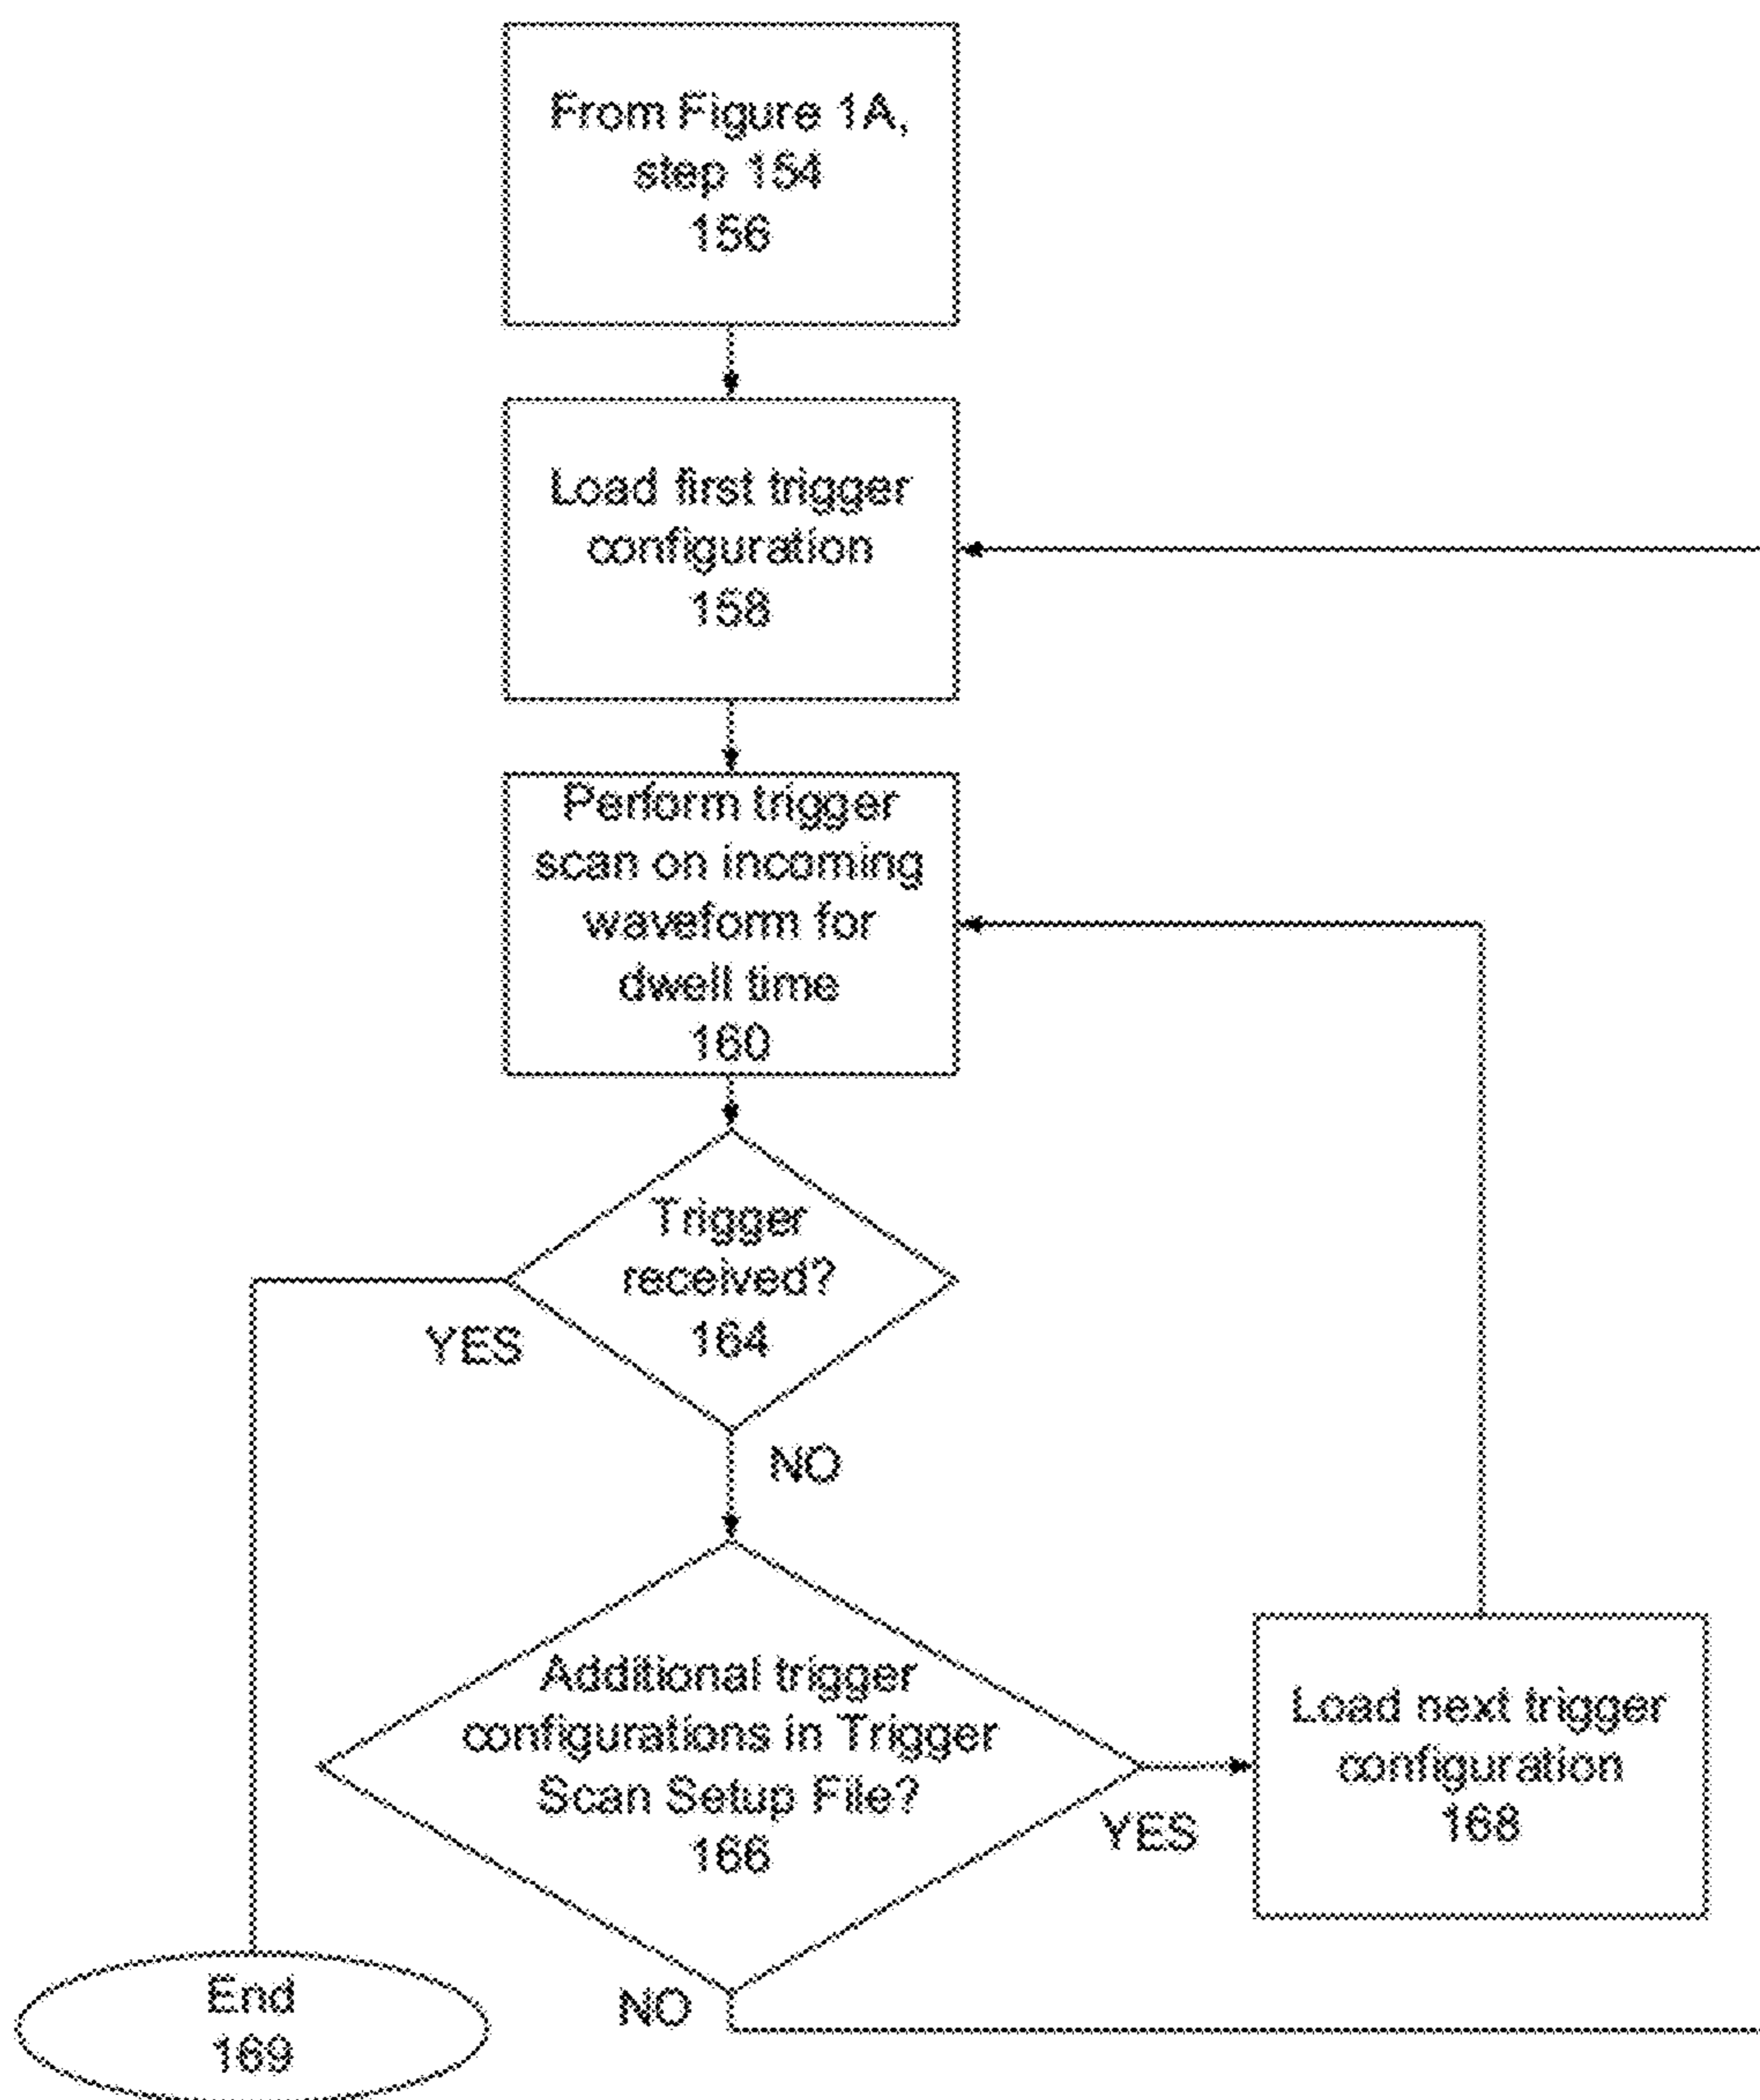 From Figure 1A,
step 154
156
Load first trigger
configuration
158
Perform trigger
scan on incoming
waveform for
dwell time
160
Trigger
received?
164
YES
NO
Additional trigger
configurations in Trigger
Scan Setup File?
166
YES
Load next trigger
configuration
168
NO
End
169